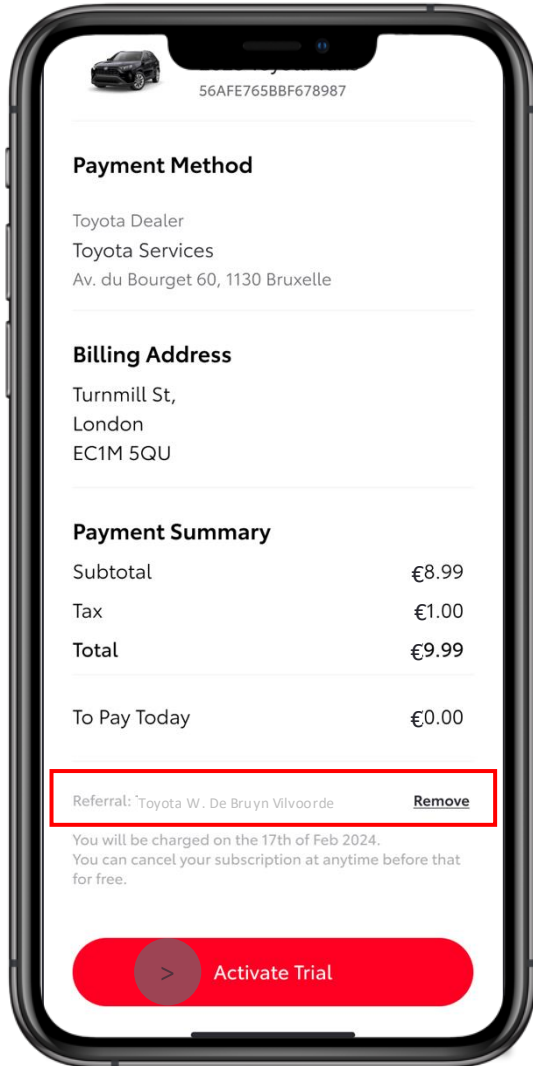 56AFE765BBF678987
Payment Method
Toyota Dealer
Toyota Services
Av. du Bourget 60, 1130 Bruxelle
Billing Address
Turnmill St,
London
EC1M 5QU
Payment Summary
Subtotal €8.99
Tax €1.00
Total €9.99
To Pay Today €0.00
Referral: Toyota W. De Bruyn Vilvoorde Remove
You will be charged on the 17th of Feb 2024.
You can cancel your subscription at anytime before that
for free.
> Activate Trial